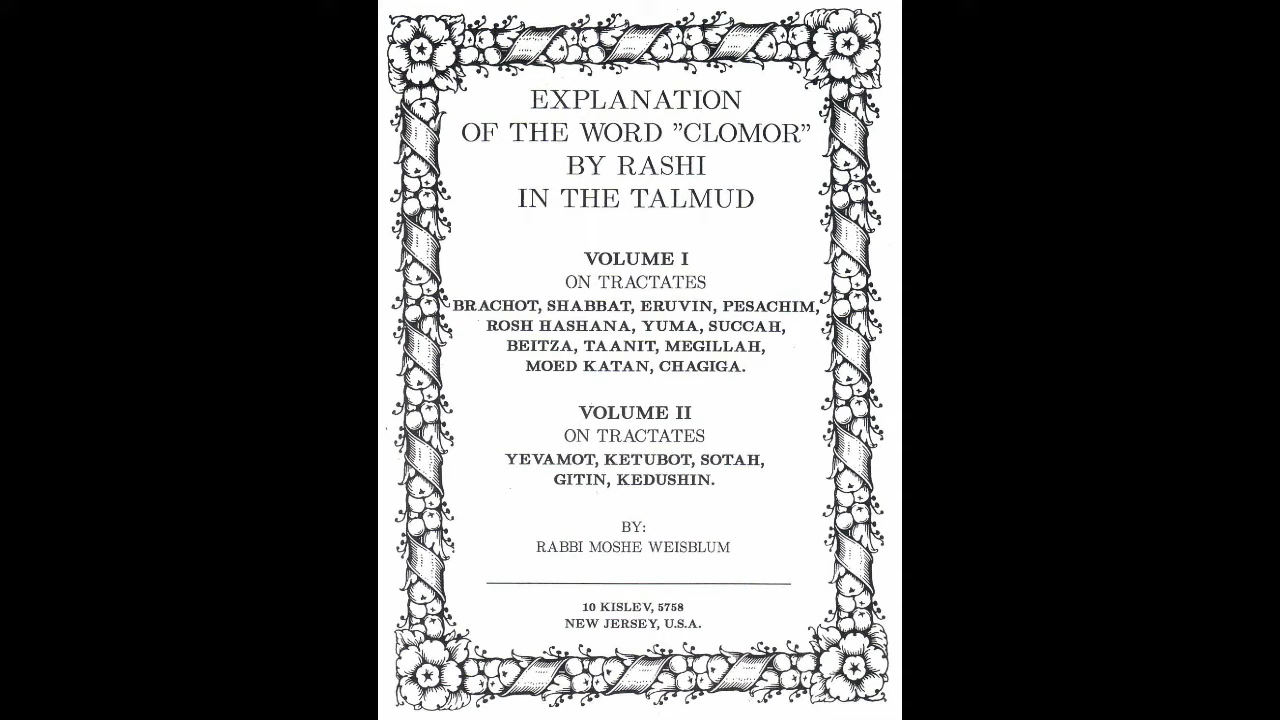 EXPLANATION
OF THE WORD "CLOMOR"
BY RASHI
IN THE TALMUD
VOLUME I
ON TRACTATES
BRACHOT, SHABBAT, ERUVIN, PESACHIM,
ROSH HASHANA, YUMA, SUCCAH,
BEITZA, TAANIT, MEGILLAH,
MOED KATAN, CHAGIGA.
VOLUME II
ON TRACTATES
YEVAMOT, KETUBOT, SOTAH,
GITIN, KEDUSHIN.
BY:
RABBI MOSHE WEISBLUM
10 KISLEV, 5758
NEW JERSEY, U.S.A.